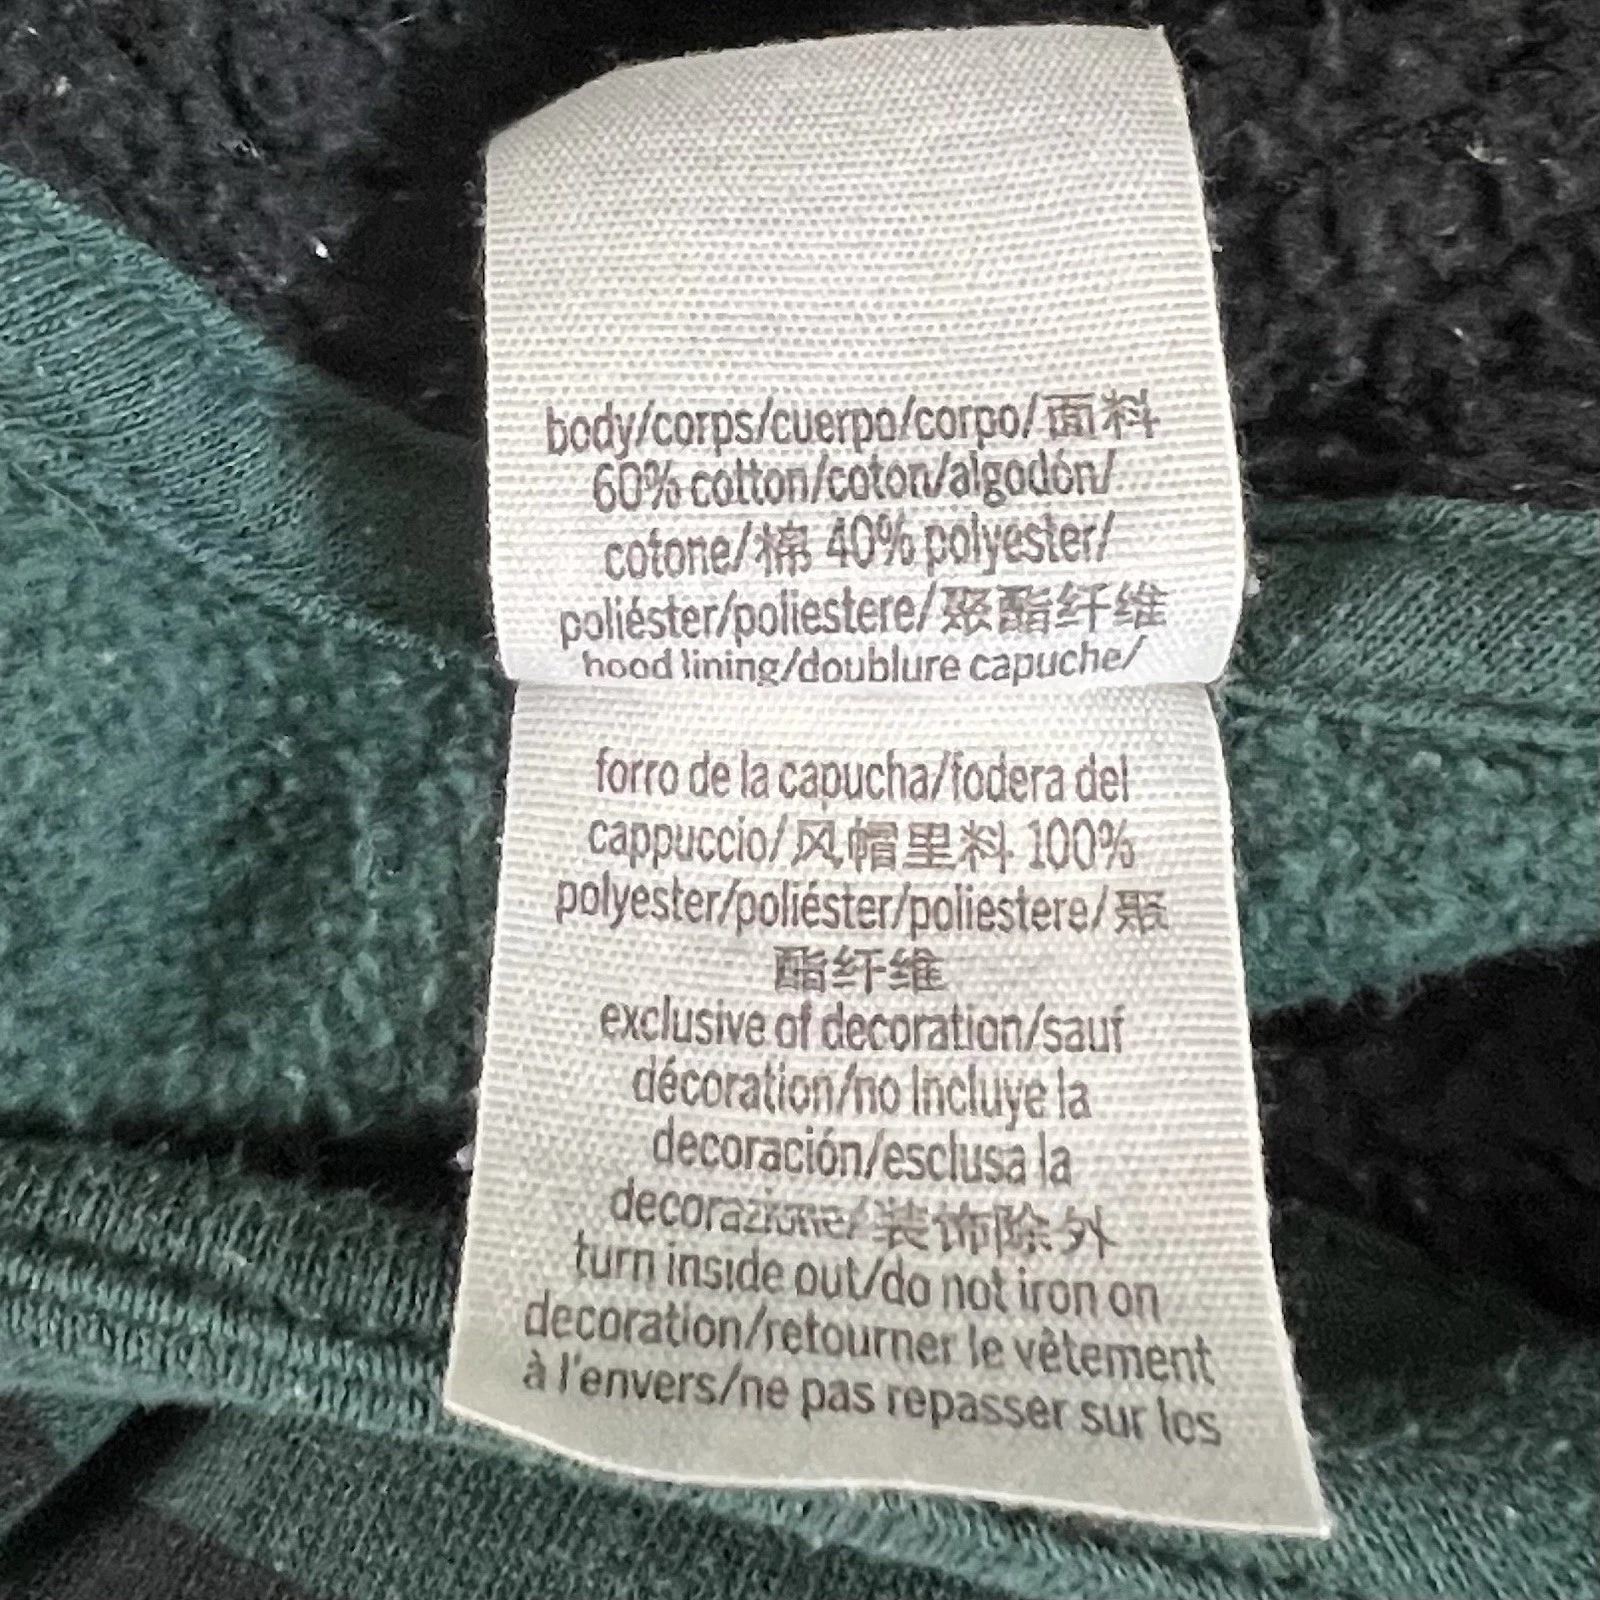 body/corps/cuerpo/corpo/面料
60% cotton/coton/algodón/
cotone/棉 40% polyester/
poliéster/poliestere/聚酯纤维
hood lining/doublure capuche/
forro de la capucha/fodera del
cappuccio/风帽里料 100%
polyester/poliéster/poliestere/聚
酯纤维
exclusive of decoration/sauf
décoration/no incluye la
decoración/esclusa la
decorazione/装饰除外
turn inside out/do not iron on
decoration/retourner le vêtement
à l'envers/ne pas repasser sur les